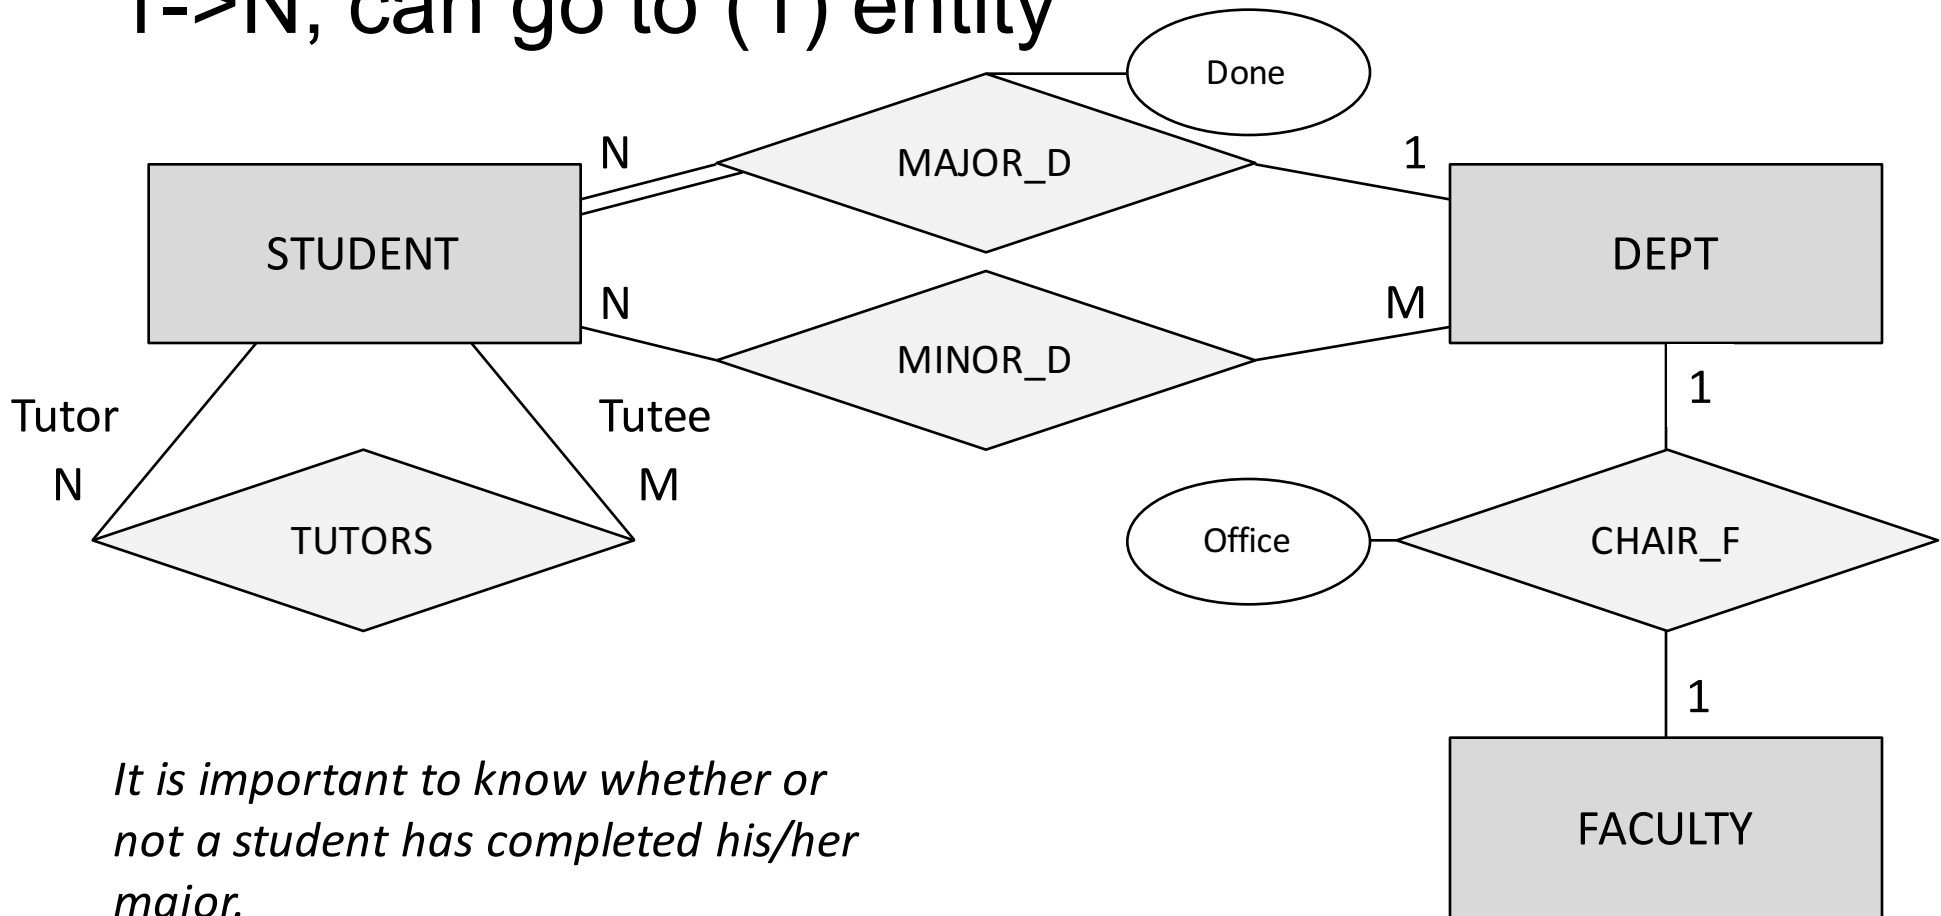 1->N, can go to (1) entity
Done
N
MAJOR_D
1
STUDENT
DEPT
N
MINOR_D
M
Tutor
Tutee
1
N
M
TUTORS
Office
CHAIR_F
1
It is important to know whether or
not a student has completed his/her
major.
FACULTY